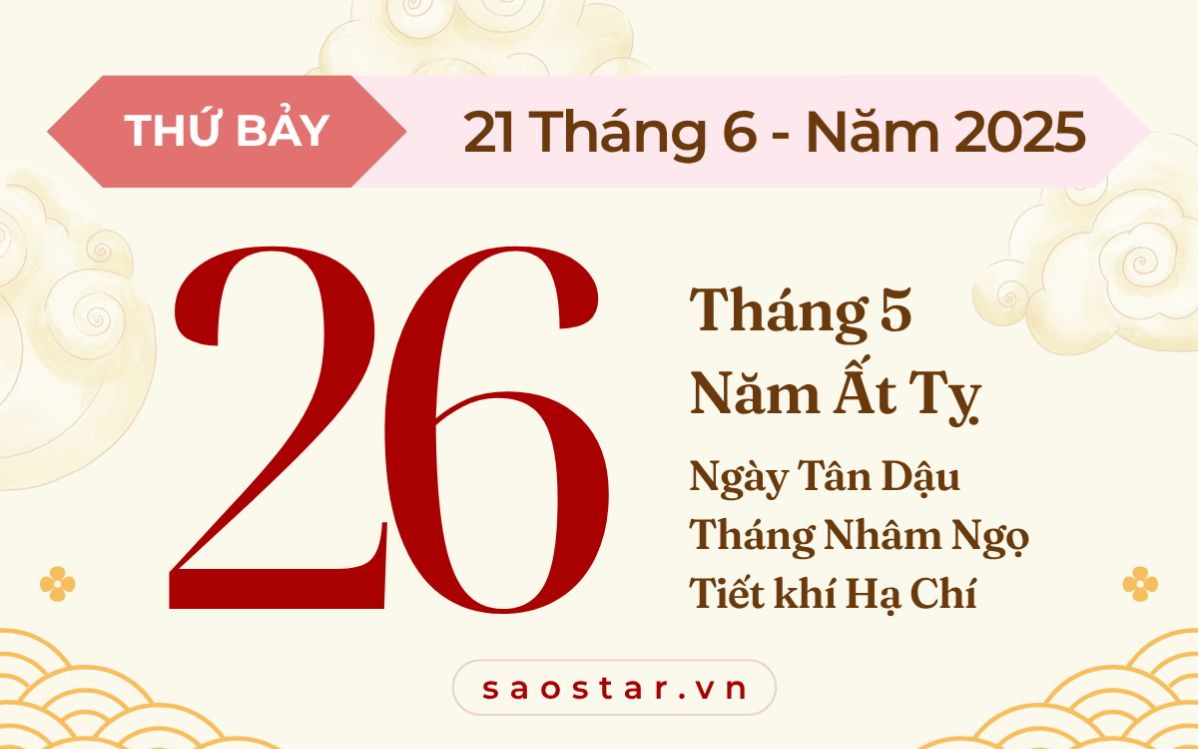 THỨ BẢY
21 Tháng 6 - Năm 2025
26
Tháng 5
Năm Ất Tỵ
Ngày Tân Dậu
Tháng Nhâm Ngọ
Tiết khí Hạ Chí
saostar.vn